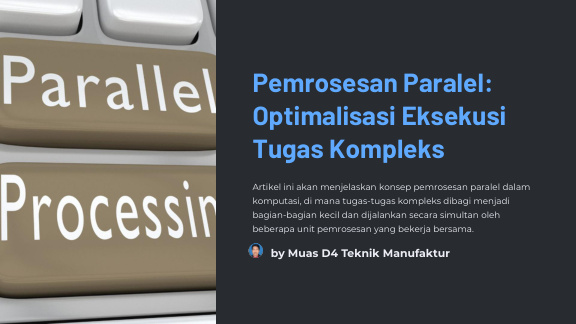 Parallel
Processin
Pemrosesan Paralel:
Optimalisasi Eksekusi
Tugas Kompleks
Artikel ini akan menjelaskan konsep pemrosesan paralel dalam
komputasi, di mana tugas-tugas kompleks dibagi menjadi
bagian-bagian kecil dan dijalankan secara simultan oleh
beberapa unit pemrosesan yang bekerja bersama.
by Muas D4 Teknik Manufaktur